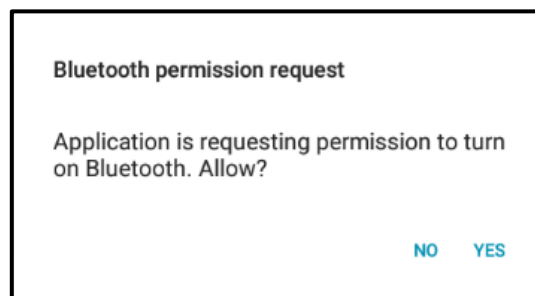 Bluetooth permission request
Application is requesting permission to turn
on Bluetooth. Allow?
NO YES